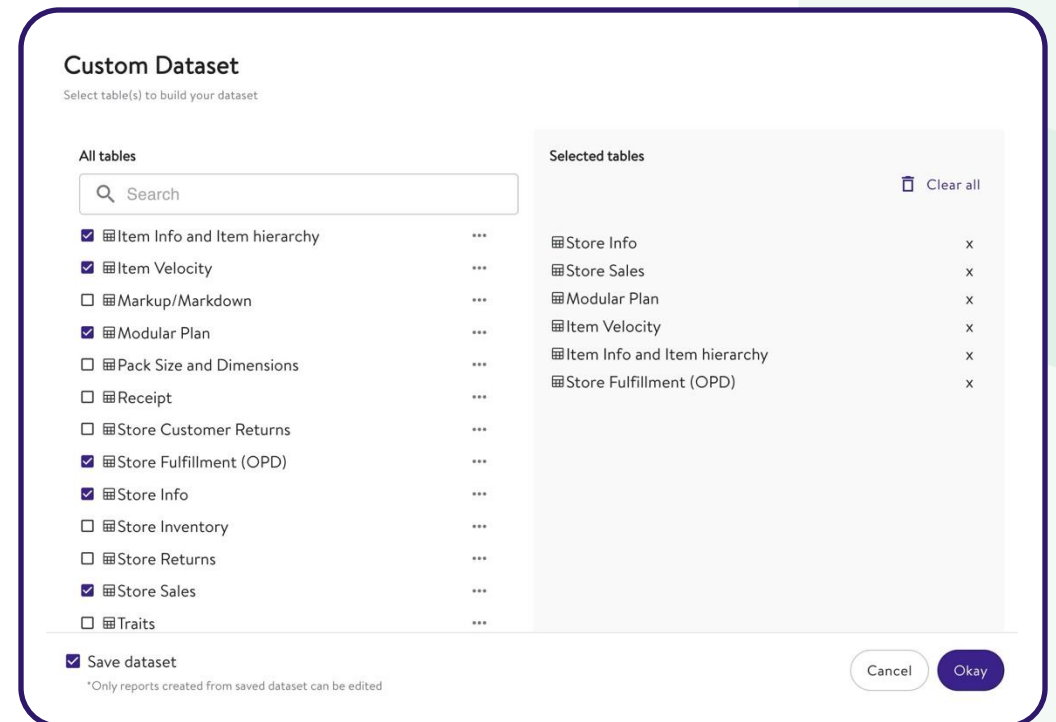 Custom Dataset
Select table(s) to build your dataset
All tables
Search
Item Info and Item hierarchy
Item Velocity
Markup/Markdown
Modular Plan
Pack Size and Dimensions
Receipt
Store Customer Returns
Store Fulfillment (OPD)
Store Info
Store Inventory
Store Returns
Store Sales
Traits
Selected tables
Clear all
Store Info x
Store Sales x
Modular Plan x
Item Velocity x
Item Info and Item hierarchy x
Store Fulfillment (OPD) x
Save dataset
*Only reports created from saved dataset can be edited
Cancel Okay